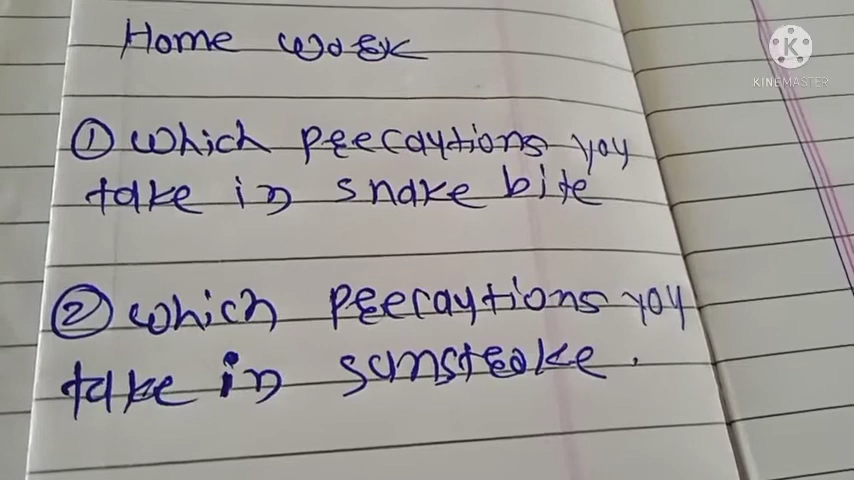 Home work
① Which precautions you
take in snake bite
② which precautions you
take in sunstroke.
K
KINEMASTER